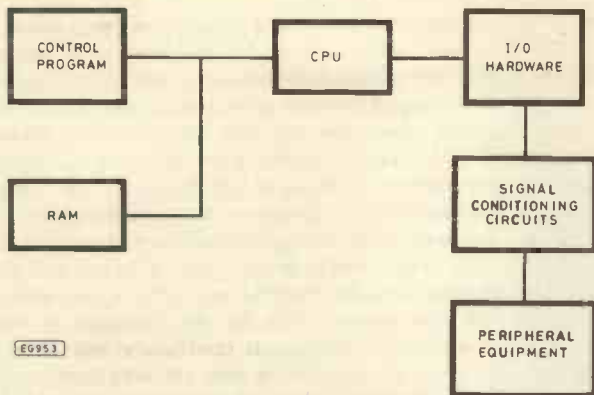 CONTROL
PROGRAM
CPU
I/O
HARDWARE
RAM
SIGNAL
CONDITIONING
CIRCUITS
PERIPHERAL
EQUIPMENT
EG953